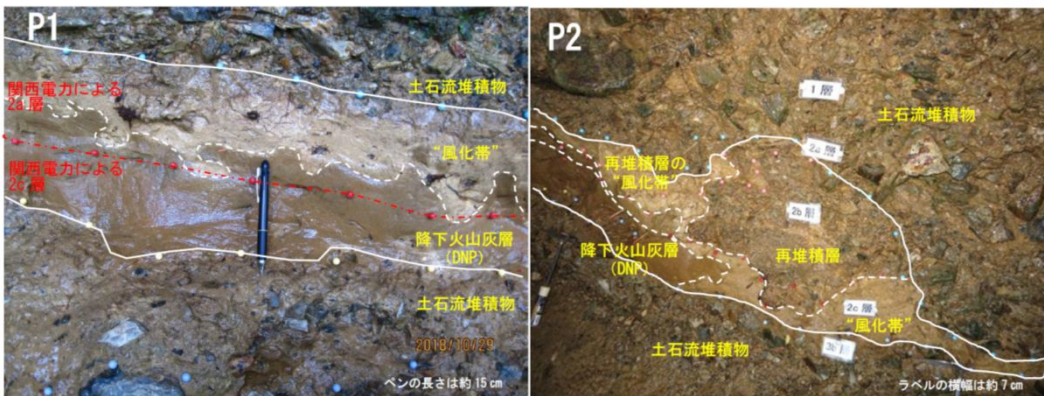 P1
土石流堆積物
関西電力による
2a層
"風化帯"
関西電力による
2c層
降下火山灰層
(DNP)
土石流堆積物
2018/10/29
ペンの長さは約15cm
P2
1層
土石流堆積物
2a層
再堆積層の
"風化帯"
2b層
降下火山灰層
(DNP)
再堆積層
2c層
"風化帯"
土石流堆積物
3b
ラベルの横幅は約7cm